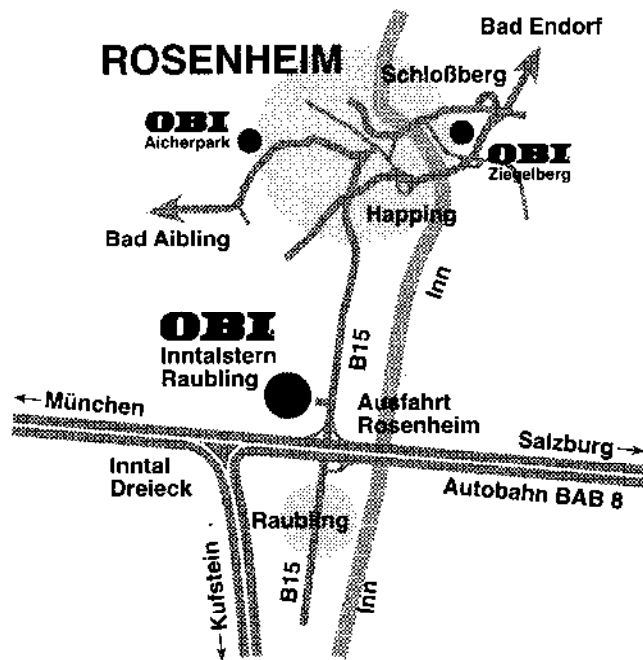 Bad Endorf
ROSENHEIM
Schloßberg
OBI
Aicherpark
OBI
Ziegelberg
Happing
Bad Aibling
Inn
OBI
Inntalstern
Raubling
B15
München
Ausfahrt
Rosenheim
Salzburg
Inntal
Dreieck
Autobahn BAB 8
Raubling
Kufstein
B15
Inn